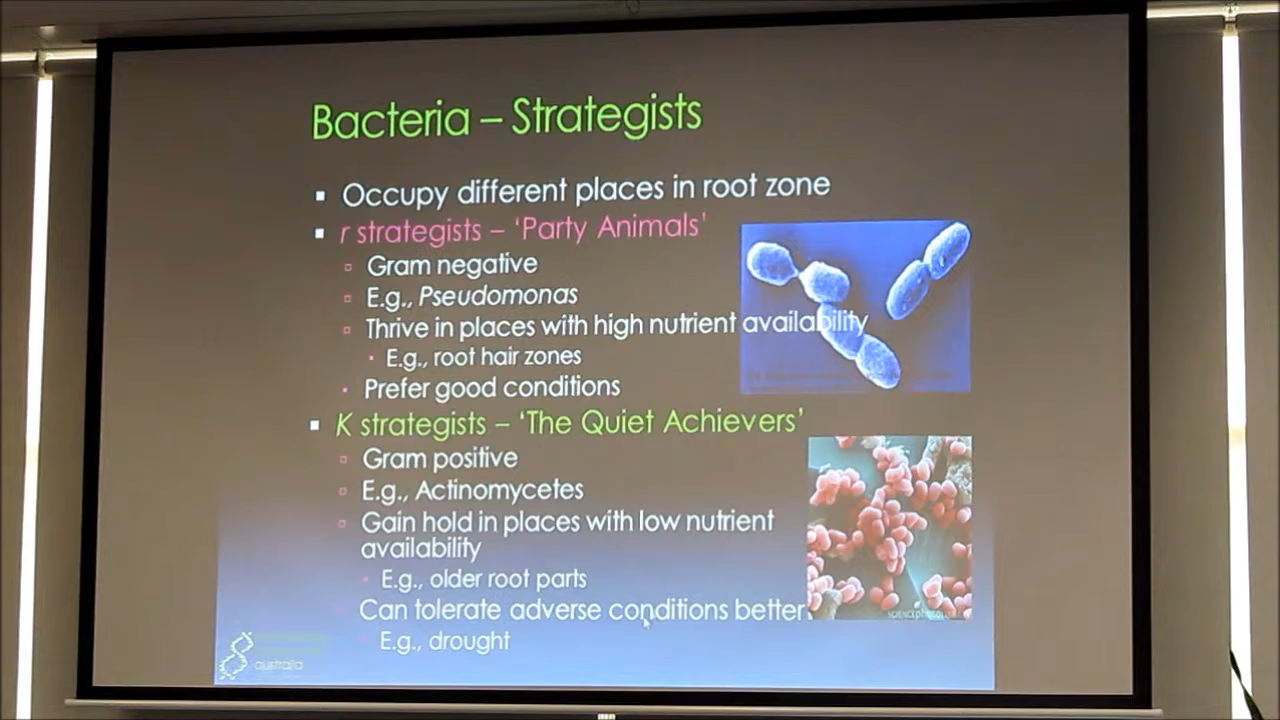 Bacteria – Strategists
▪ Occupy different places in root zone
▪ r strategists – ‘Party Animals’
▫ Gram negative
▫ E.g., Pseudomonas
▫ Thrive in places with high nutrient availability
▪ E.g., root hair zones
▪ Prefer good conditions
▪ K strategists – ‘The Quiet Achievers’
▫ Gram positive
▫ E.g., Actinomycetes
▫ Gain hold in places with low nutrient
availability
▪ E.g., older root parts
▪ Can tolerate adverse conditions better
▪ E.g., drought
australia